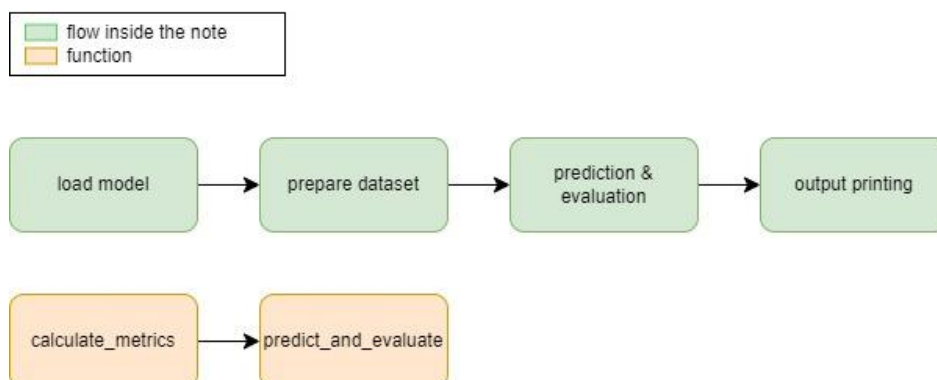 flow inside the note
function
load model
prepare dataset
prediction &
evaluation
output printing
calculate_metrics
predict_and_evaluate